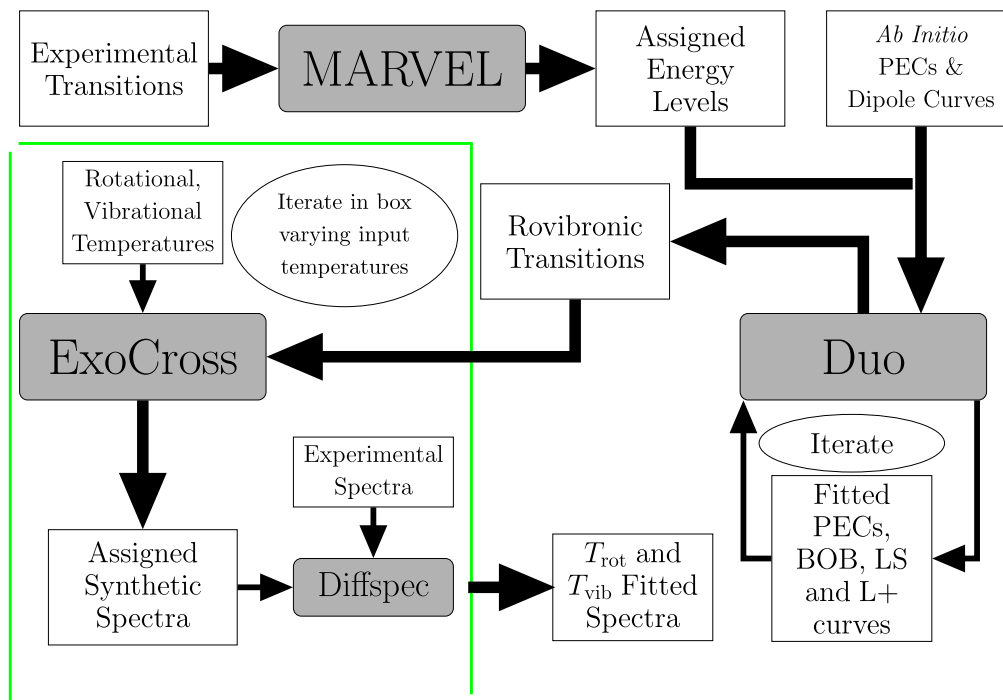 Experimental
Transitions
MARVEL
Assigned
Energy
Levels
Ab Initio
PECs &
Dipole Curves
Rotational,
Vibrational
Temperatures
Iterate in box
varying input
temperatures
Rovibronic
Transitions
ExoCross
Duo
Iterate
Experimental
Spectra
Fitted
PECs,
BOB, LS
and L+
curves
Assigned
Synthetic
Spectra
Diffspec
T_rot and
T_vib Fitted
Spectra